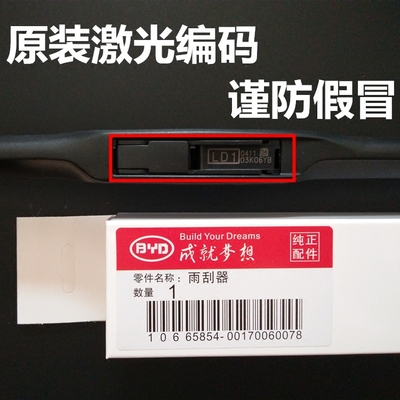 原装激光编码
谨防假冒
LD1
0411
03K06YB
BYD
Build Your Dreams
成就梦想
纯正
配件
零件名称：雨刮器
数量 1
1 0 6 65854-00170060078